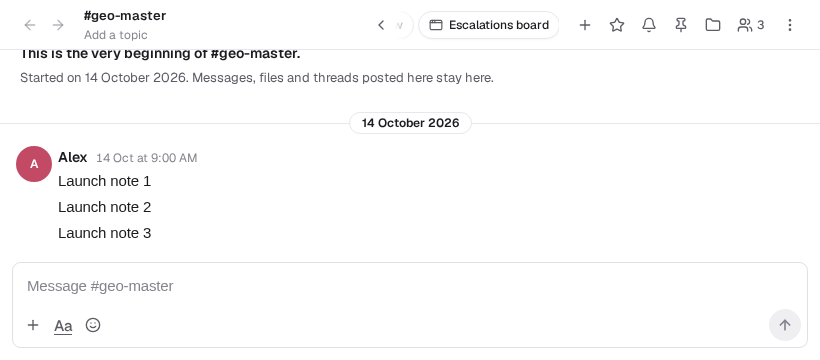 #geo-master
Add a topic
Escalations board
3
This is the very beginning of #geo-master.
Started on 14 October 2026. Messages, files and threads posted here stay here.
14 October 2026
A
Alex 14 Oct at 9:00 AM
Launch note 1
Launch note 2
Launch note 3
Message #geo-master
Aa